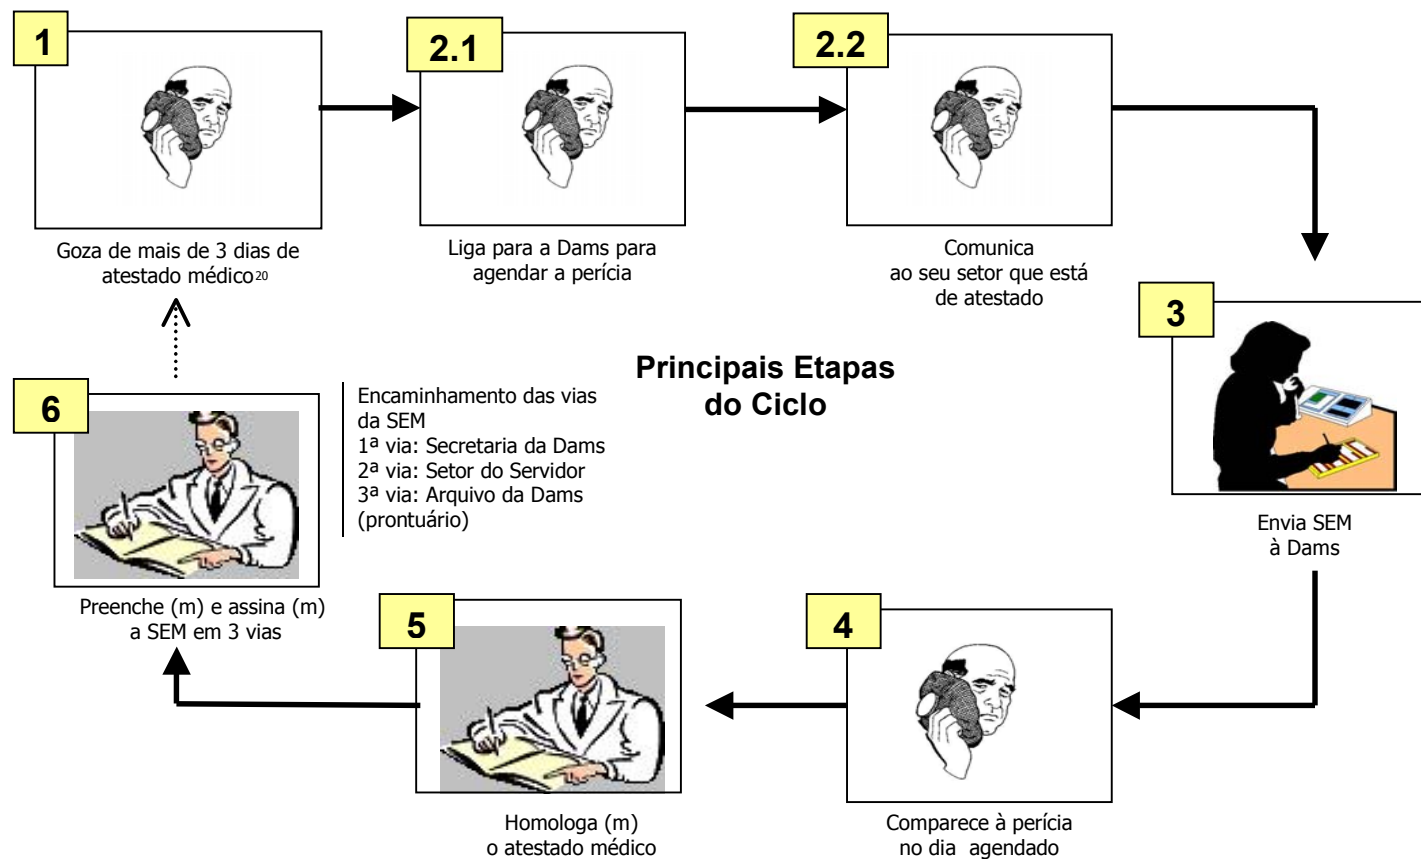 1
Goza de mais de 3 dias de
atestado médico20
2.1
Liga para a Dams para
agendar a perícia
2.2
Comunica
ao seu setor que está
de atestado
3
Envia SEM
à Dams
Principais Etapas
do Ciclo
4
Comparece à perícia
no dia agendado
5
Homologa (m)
o atestado médico
6
Preenche (m) e assina (m)
a SEM em 3 vias
Encaminhamento das vias
da SEM
1ª via: Secretaria da Dams
2ª via: Setor do Servidor
3ª via: Arquivo da Dams
(prontuário)